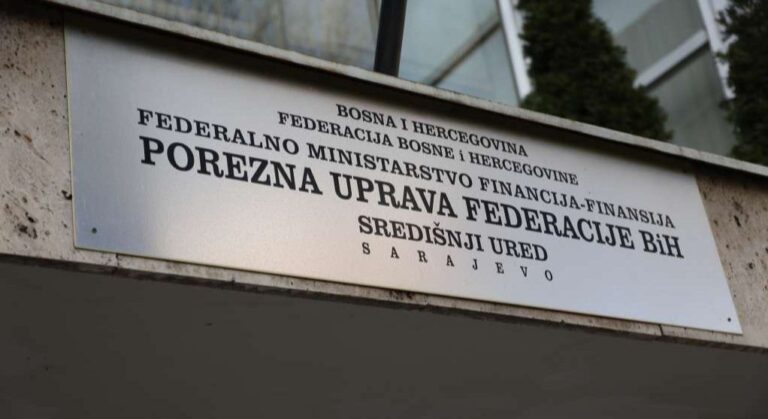 BOSNA I HERCEGOVINA
FEDERACIJA BOSNE i HERCEGOVINE
FEDERALNO MINISTARSTVO FINANCIJA-FINANSIJA
POREZNA UPRAVA FEDERACIJE BiH
SREDIŠNJI URED
SARAJEVO